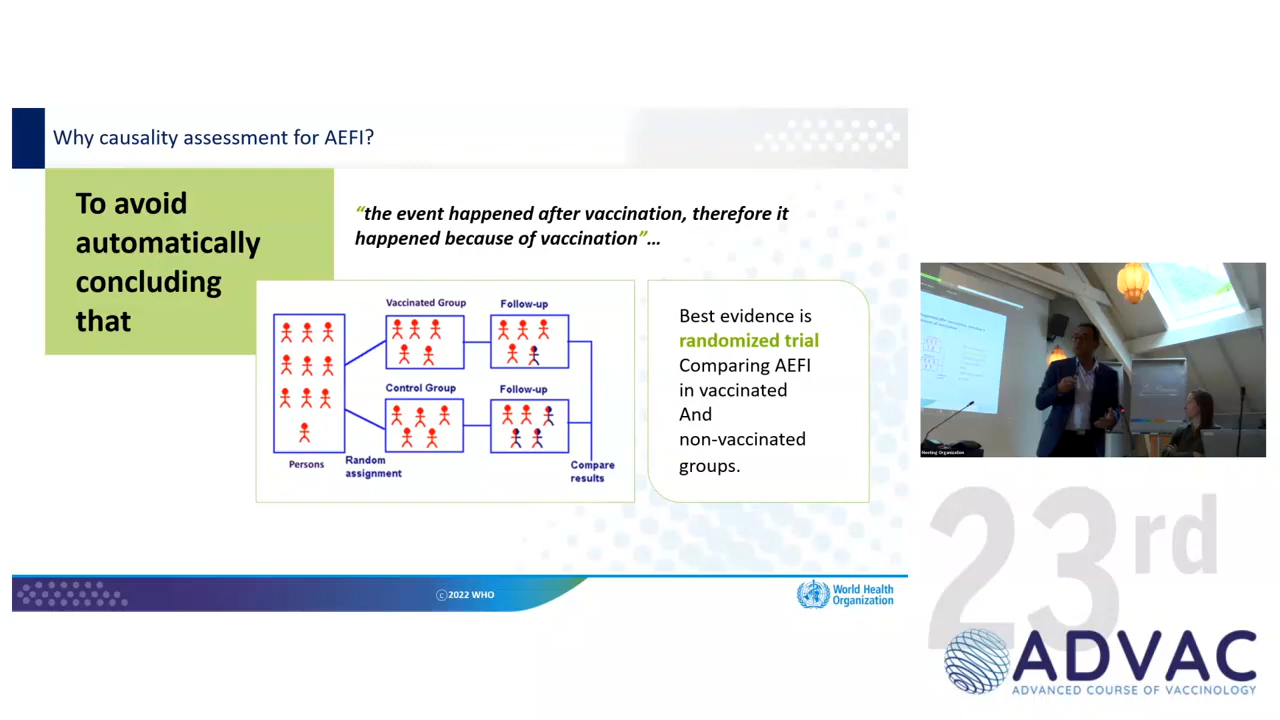 Why causality assessment for AEFI?
To avoid
automatically
concluding
that
“the event happened after vaccination, therefore it
happened because of vaccination”...
Vaccinated Group
Follow-up
Control Group
Follow-up
Persons
Random
assignment
Compare
results
Best evidence is
randomized trial
Comparing AEFI
in vaccinated
And
non-vaccinated
groups.
ⓒ2022 WHO
World Health
Organization
Meeting Organization
23rd
ADVAC
ADVANCED COURSE OF VACCINOLOGY